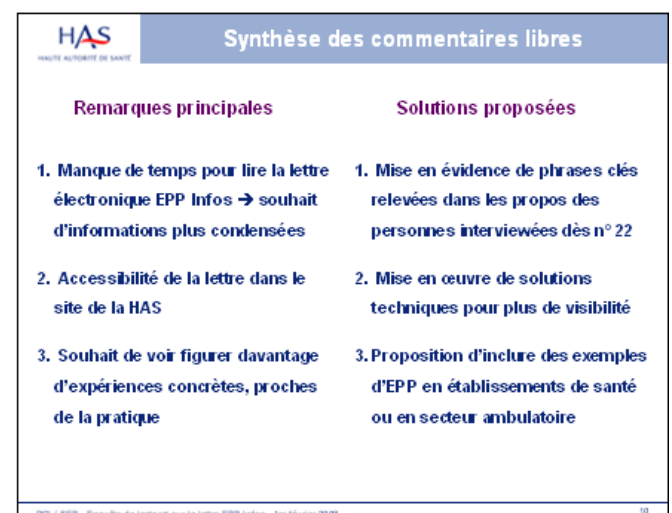 HAS
HAUTE AUTORITÉ DE SANTÉ
Synthèse des commentaires libres
Remarques principales
1. Manque de temps pour lire la lettre
électronique EPP Infos → souhait
d'informations plus condensées
2. Accessibilité de la lettre dans le
site de la HAS
3. Souhait de voir figurer davantage
d'expériences concrètes, proches
de la pratique
Solutions proposées
1. Mise en évidence de phrases clés
relevées dans les propos des
personnes interviewées dès n° 22
2. Mise en œuvre de solutions
techniques pour plus de visibilité
3. Proposition d'inclure des exemples
d'EPP en établissements de santé
ou en secteur ambulatoire
10